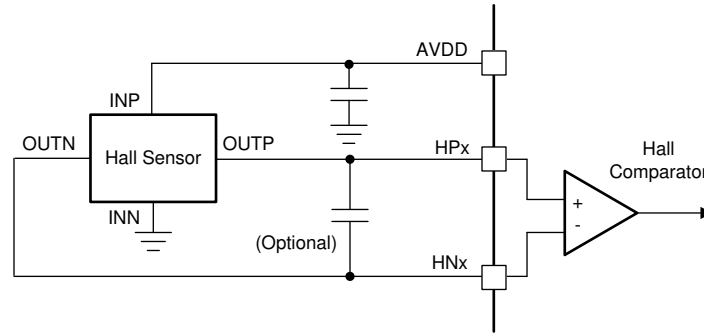 AVDD
INP
OUTN
Hall Sensor
OUTP
HPx
Hall
Comparator
+
-
INN
(Optional)
HNx